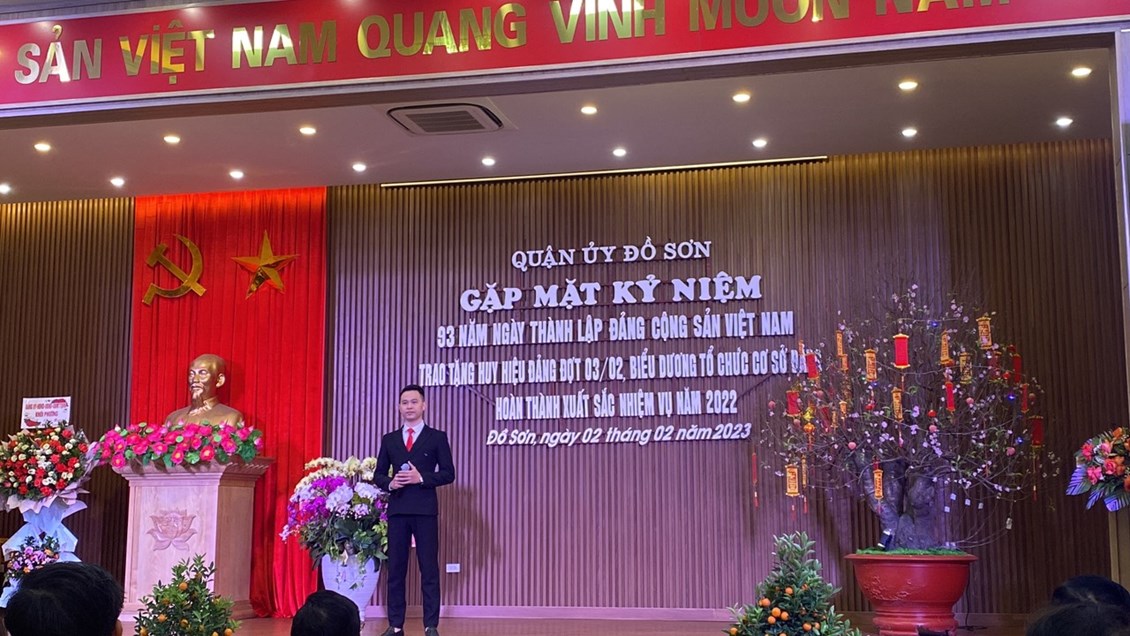 SẢN VIỆT NAM QUANG VINH MUÔN NĂM
QUẬN ỦY ĐỒ SƠN
GẶP MẶT KỶ NIỆM
93 NĂM NGÀY THÀNH LẬP ĐẢNG CỘNG SẢN VIỆT NAM
TRAO TẶNG HUY HIỆU ĐẢNG ĐỢT 03/02, BIỂU DƯƠNG TỔ CHỨC CƠ SỞ
HOÀN THÀNH XUẤT SẮC NHIỆM VỤ NĂM 2022
Đồ Sơn, ngày 02 tháng 02 năm 2023